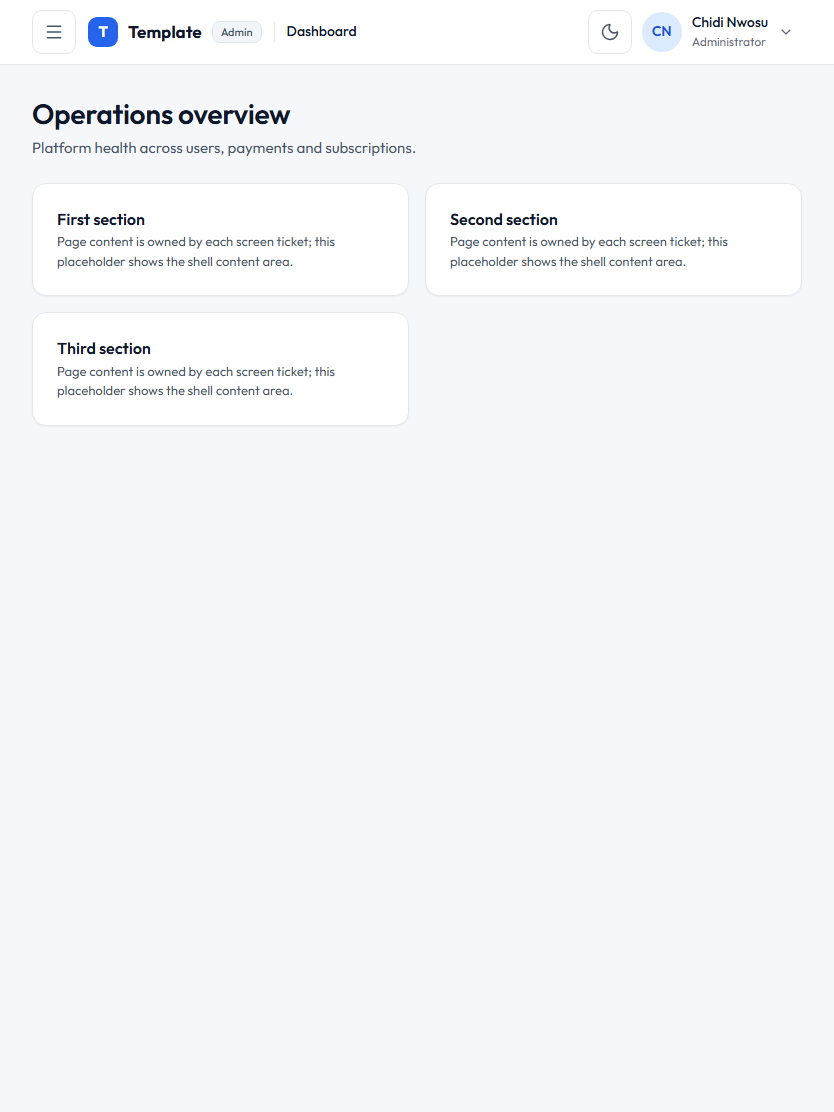 T Template Admin Dashboard
CN Chidi Nwosu
Administrator
Operations overview
Platform health across users, payments and subscriptions.
First section
Page content is owned by each screen ticket; this
placeholder shows the shell content area.
Second section
Page content is owned by each screen ticket; this
placeholder shows the shell content area.
Third section
Page content is owned by each screen ticket; this
placeholder shows the shell content area.